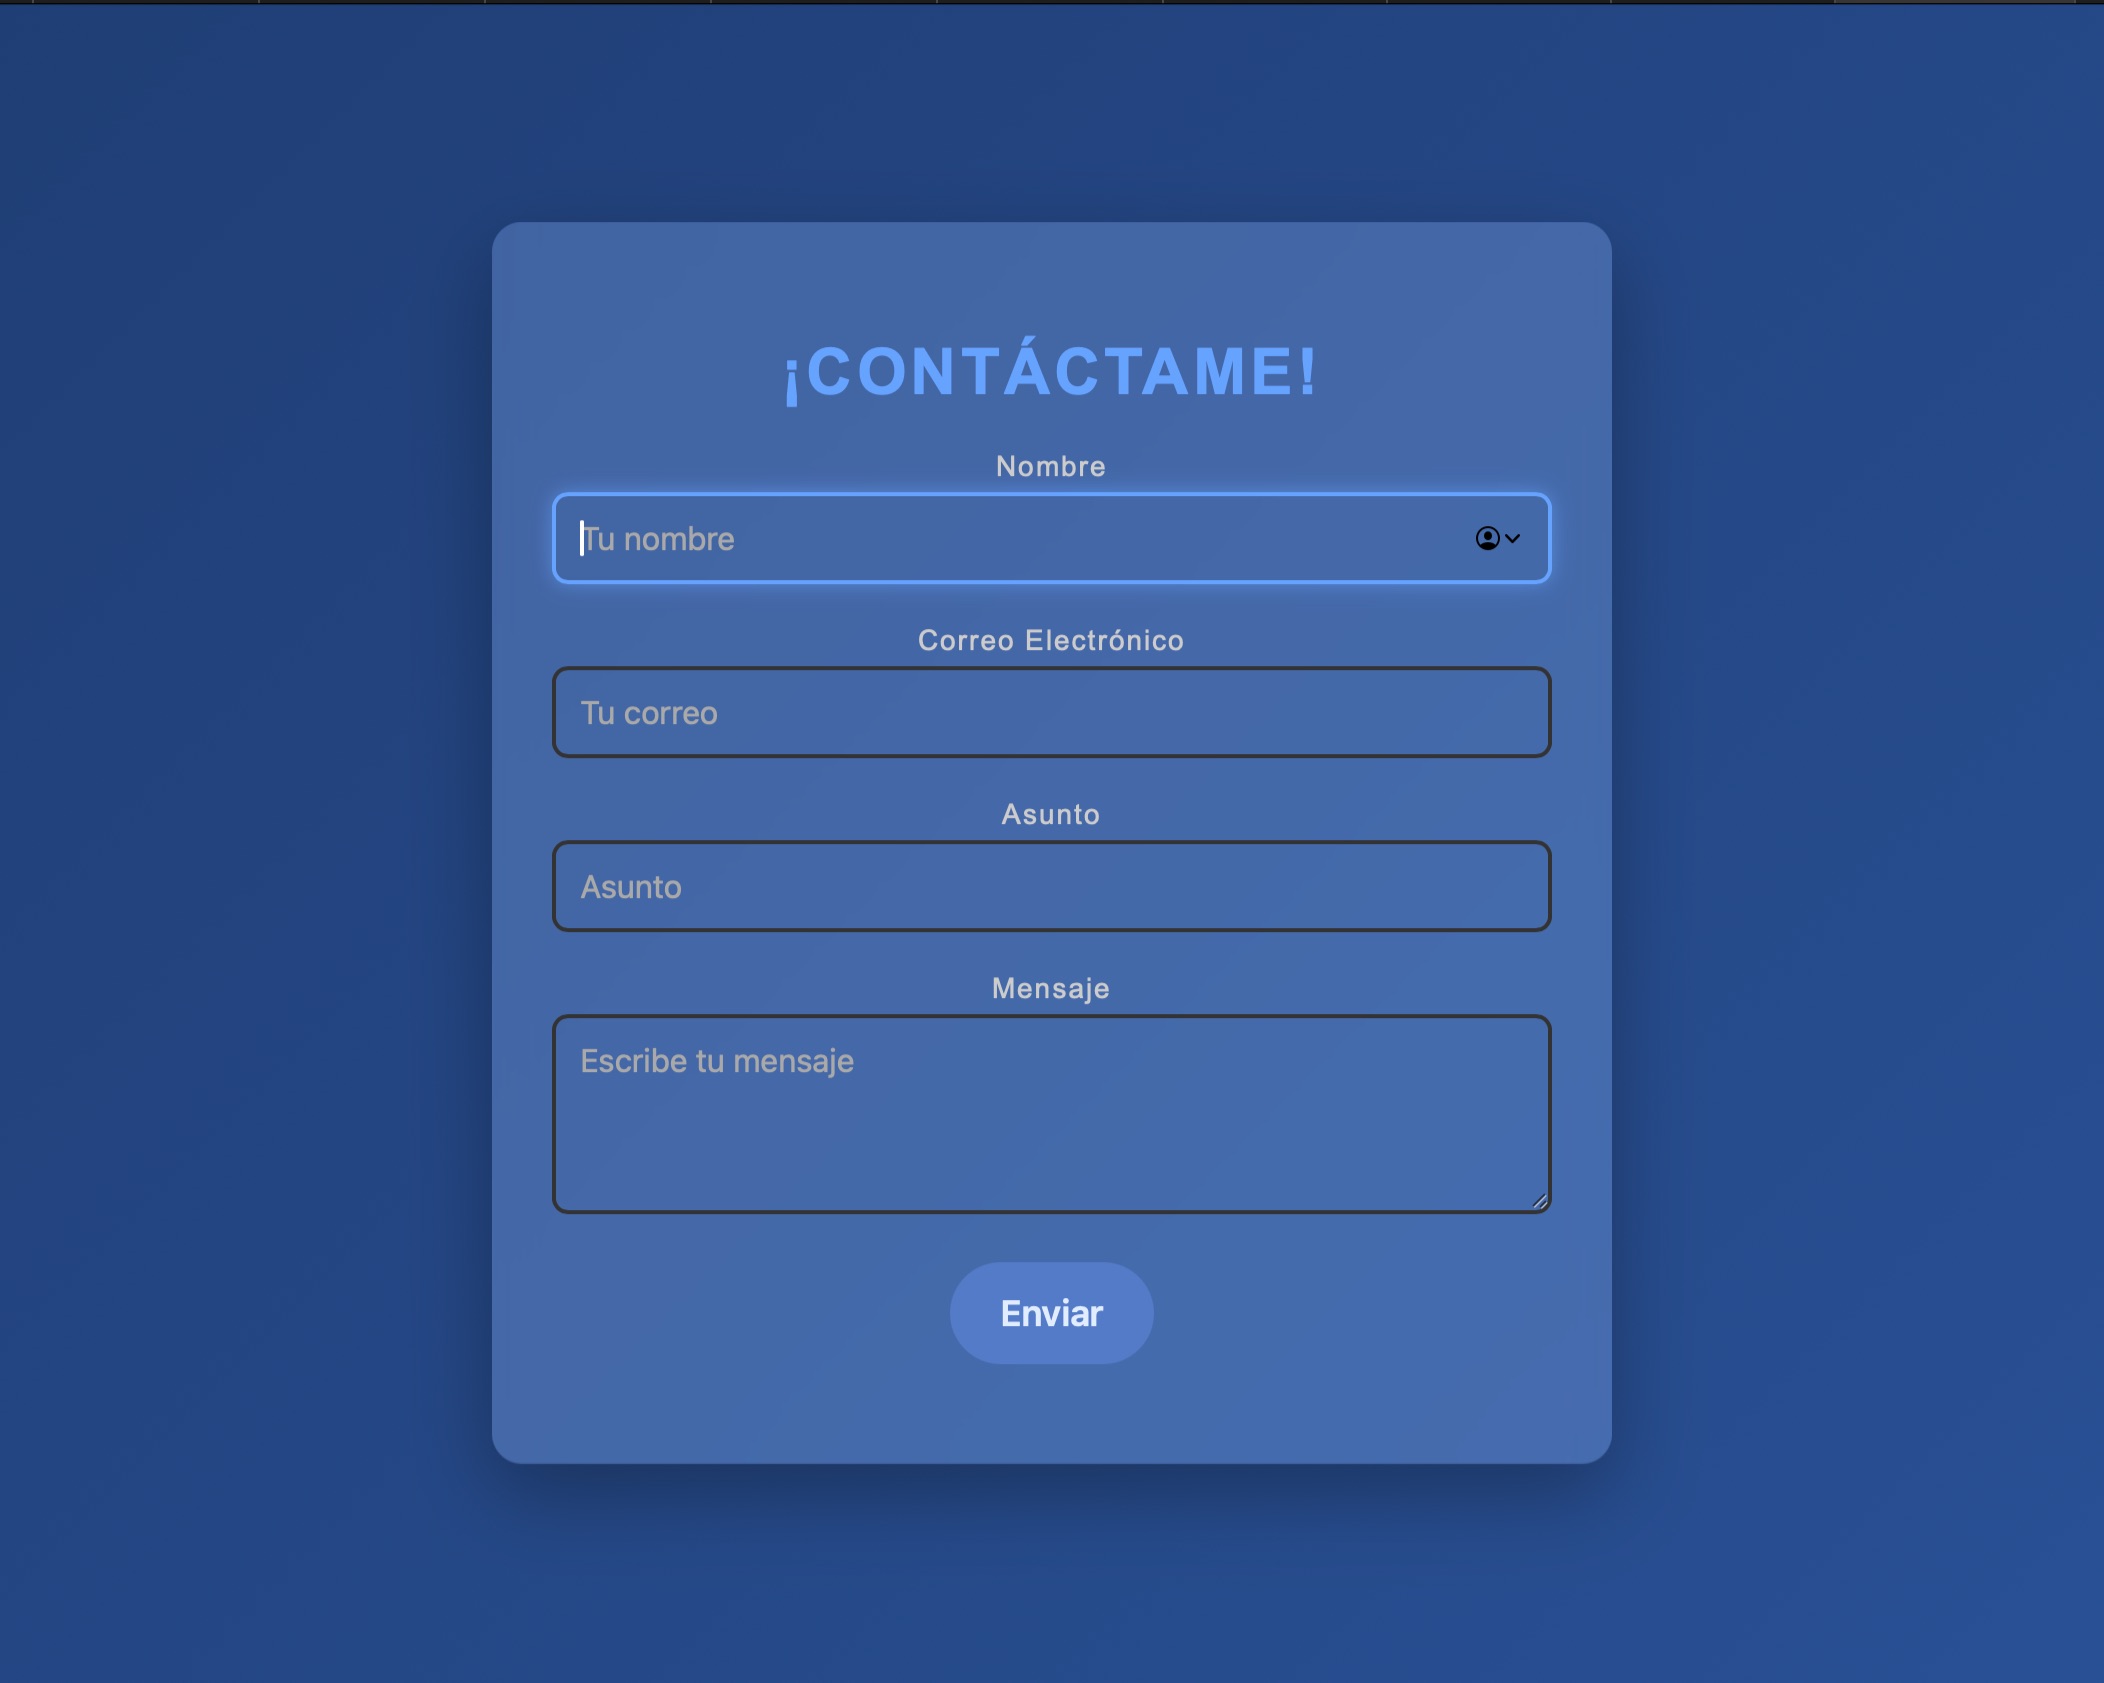 ¡CONTÁCTAME!
Nombre
Tu nombre
Correo Electrónico
Tu correo
Asunto
Asunto
Mensaje
Escribe tu mensaje
Enviar